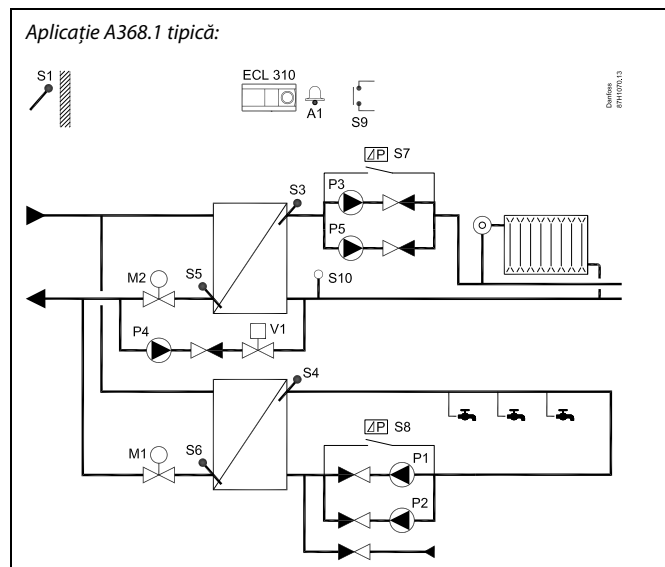 Aplicație A368.1 tipică:
S1
ECL 310
A1
S9
Danfoss
87H1070.13
S7
P
S3
P3
P5
M2
S5
S10
P4
V1
S4
P
S8
M1
S6
P1
P2